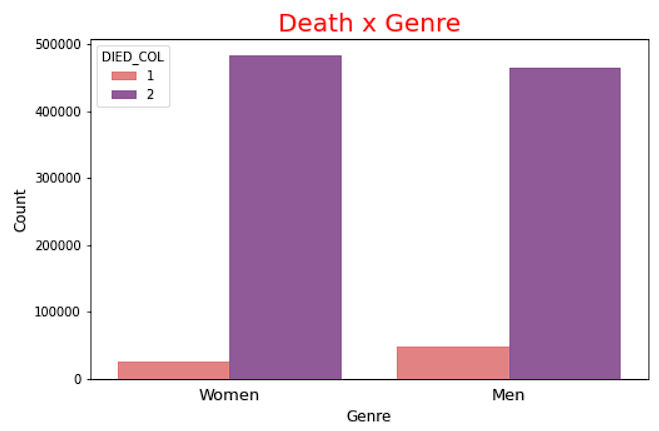 Death x Genre
DIED_COL
1
2
500000
400000
300000
200000
100000
0
Count
Women
Men
Genre